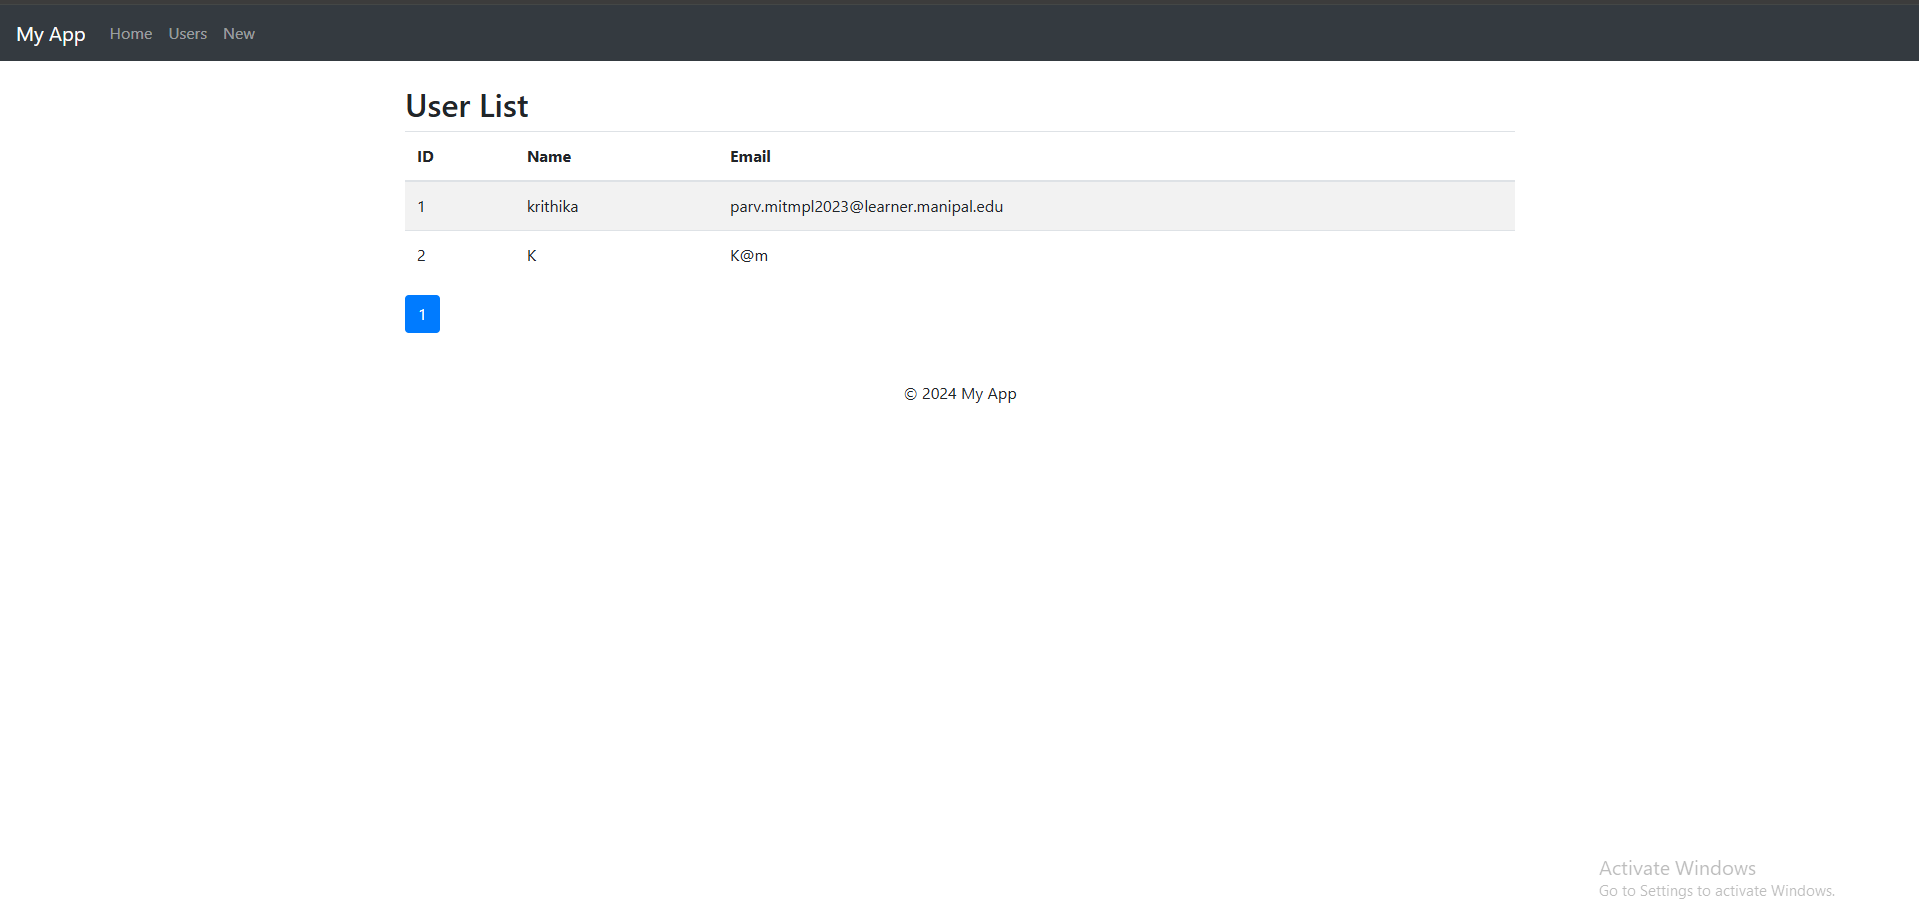 My App Home Users New
User List
ID Name Email
1 krithika parv.mitmpl2023@learner.manipal.edu
2 K K@m
1
© 2024 My App
Activate Windows
Go to Settings to activate Windows.